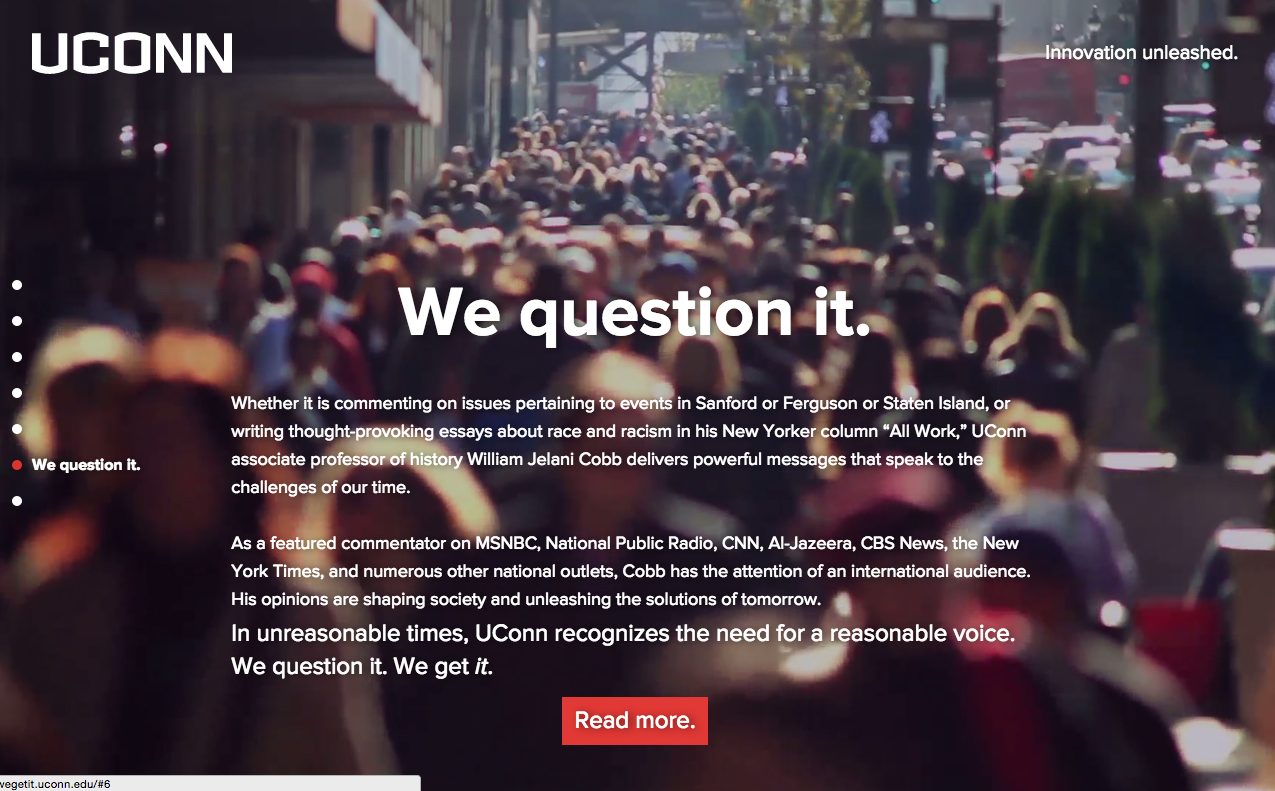 UCONN
Innovation unleashed.
We question it.
Whether it is commenting on issues pertaining to events in Sanford or Ferguson or Staten Island, or
writing thought-provoking essays about race and racism in his New Yorker column “All Work,” UConn
associate professor of history William Jelani Cobb delivers powerful messages that speak to the
challenges of our time.
We question it.
As a featured commentator on MSNBC, National Public Radio, CNN, Al-Jazeera, CBS News, the New
York Times, and numerous other national outlets, Cobb has the attention of an international audience.
His opinions are shaping society and unleashing the solutions of tomorrow.
In unreasonable times, UConn recognizes the need for a reasonable voice.
We question it. We get it.
Read more.
wegetit.uconn.edu/#6